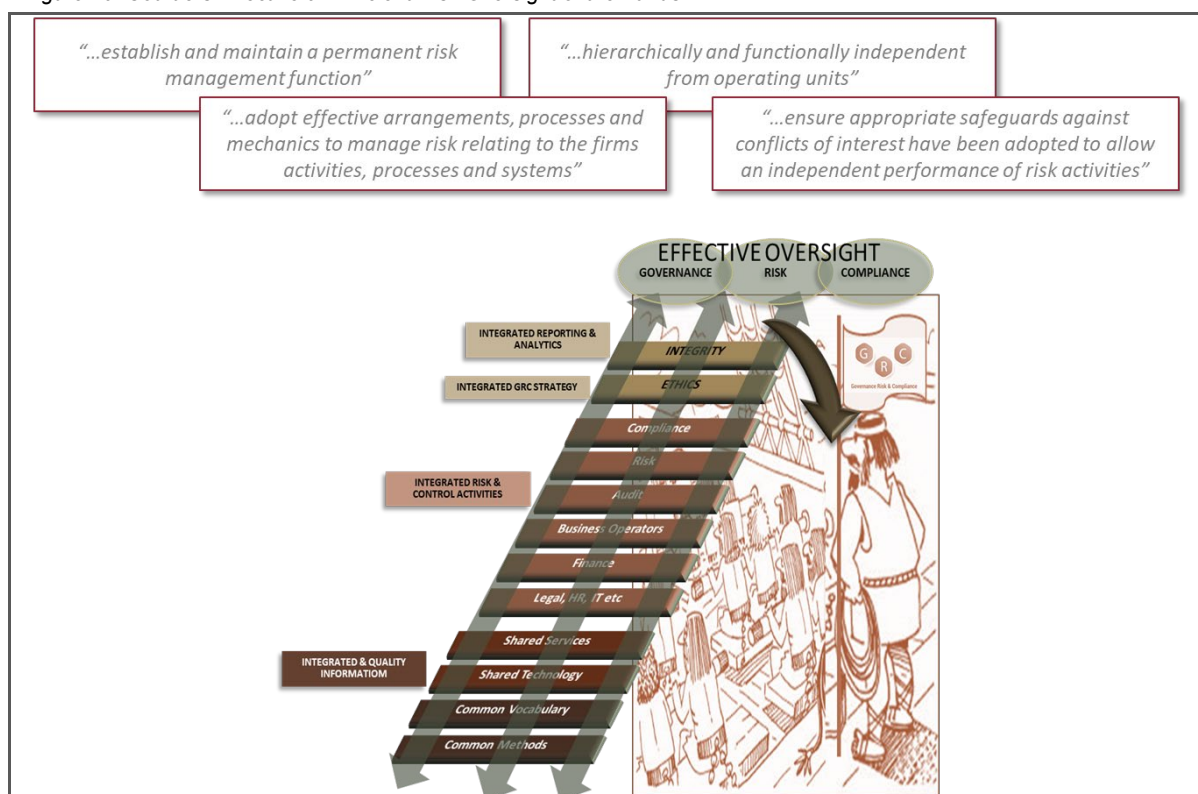 “…establish and maintain a permanent risk
management function”
“…hierarchically and functionally independent
from operating units”
“…adopt effective arrangements, processes and
mechanics to manage risk relating to the firms
activities, processes and systems”
“…ensure appropriate safeguards against
conflicts of interest have been adopted to allow
an independent performance of risk activities”
EFFECTIVE OVERSIGHT
GOVERNANCE
RISK
COMPLIANCE
INTEGRATED REPORTING &
ANALYTICS
INTEGRITY
INTEGRATED GRC STRATEGY
ETHICS
Compliance
Risk
INTEGRATED RISK &
CONTROL ACTIVITIES
Audit
Business Operators
Finance
Legal, HR, IT etc
Shared Services
INTEGRATED & QUALITY
INFORMATIOM
Shared Technology
Common Vocabulary
Common Methods
G
R
C
Governance Risk & Compliance